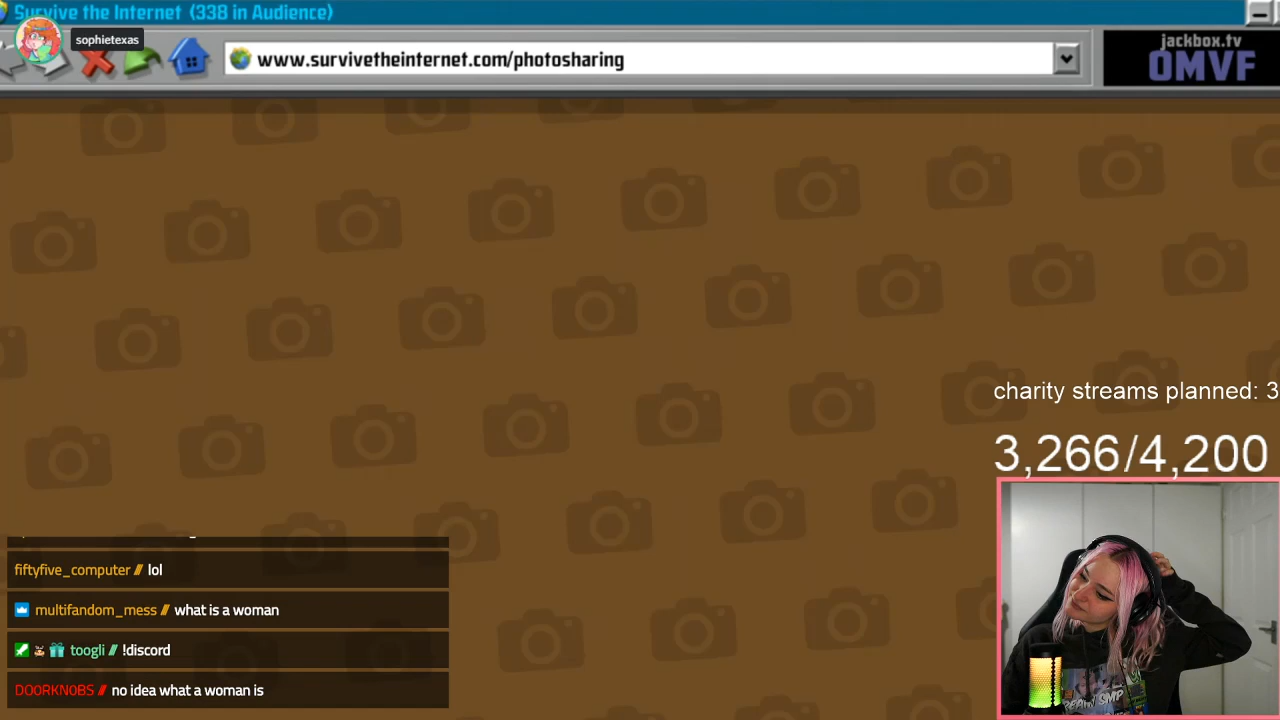 Survive the Internet (338 in Audience)
sophietexas
www.survivetheinternet.com/photosharing
jackbox.tv
OMVF
charity streams planned: 3
3,266/4,200
fiftyfive_computer // lol
multifandom_mess // what is a woman
toogli // !discord
DOORKNOBS // no idea what a woman is
SMP